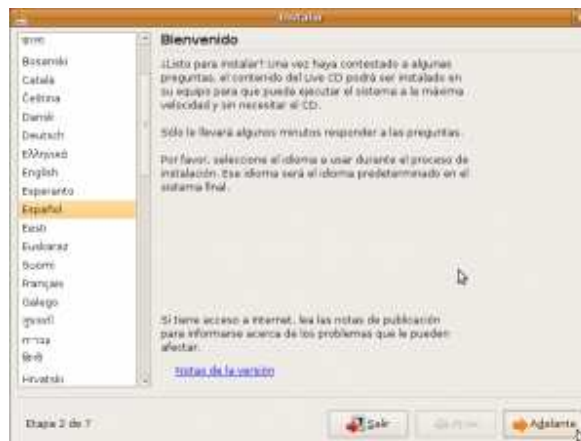 Instalar
Bosanski
Català
Čeština
Dansk
Deutsch
Ελληνικά
English
Esperanto
Español
Eesti
Euskaraz
Suomi
Français
Galego
ગુજરાતી
עברית
हिन्दी
Hrvatski
Bienvenido
¿Listo para instalar? Una vez haya contestado a algunas
preguntas, el contenido del Live CD podrá ser instalado en
su equipo para que pueda ejecutar el sistema a la máxima
velocidad y sin necesitar el CD.
Sólo le llevará algunos minutos responder a las preguntas.
Por favor, seleccione el idioma a usar durante el proceso de
instalación. Ese idioma será el idioma predeterminado en el
sistema final.
Si tiene acceso a Internet, lea las notas de publicación
para informarse acerca de los problemas que le pueden
afectar.
Notas de la versión
Etapa 2 de 7
Salir
Adelante